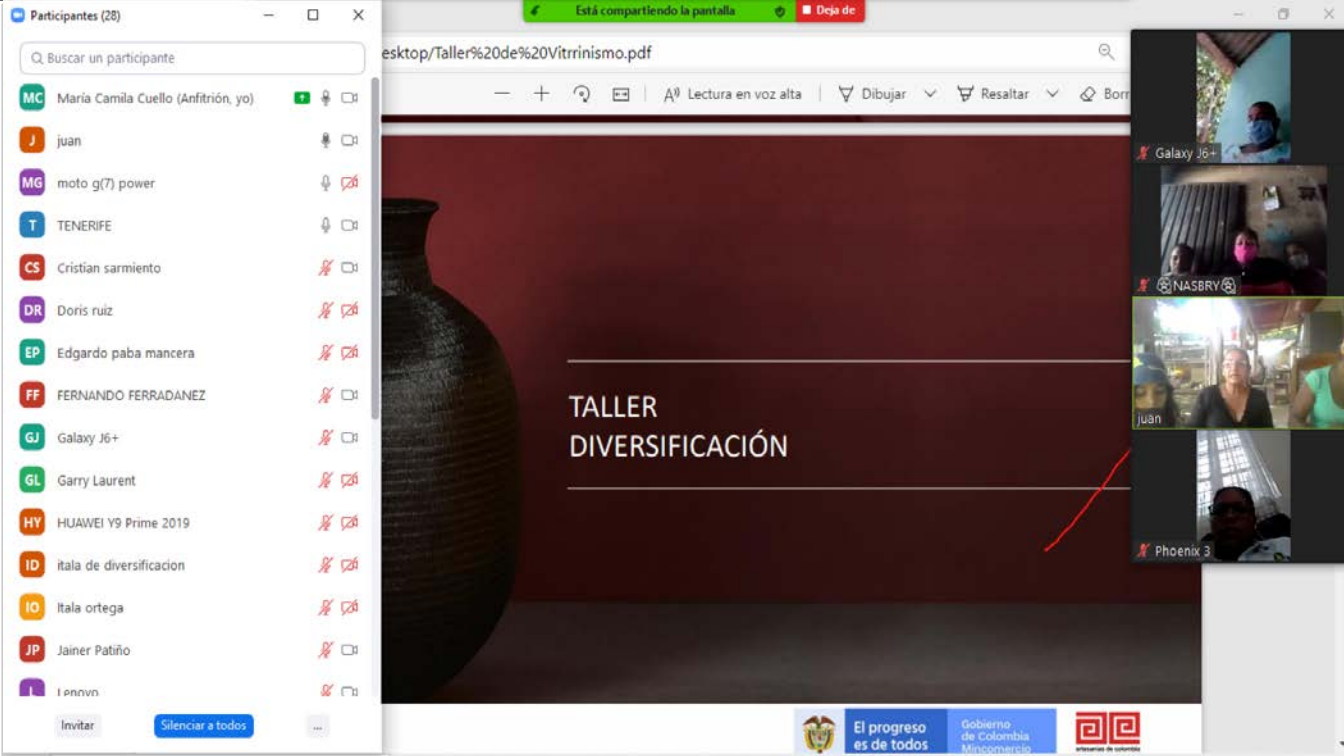 Participantes (28)
Buscar un participante
MC María Camila Cuello (Anfitrión, yo)
J juan
MG moto g(7) power
T TENERIFE
CS Cristian sarmiento
DR Doris ruiz
EP Edgardo paba mancera
FF FERNANDO FERRADANEZ
GJ Galaxy J6+
GL Garry Laurent
HY HUAWEI Y9 Prime 2019
ID itala de diversificacion
IO Itala ortega
JP Jainer Patiño
L Lenovo
Invitar
Silenciar a todos
...
Está compartiendo la pantalla
Deja de
esktop/Taller%20de%20Vitrrinismo.pdf
Lectura en voz alta
Dibujar
Resaltar
Borr
TALLER
DIVERSIFICACIÓN
Galaxy J6+
NASBRY
juan
Phoenix 3
El progreso
es de todos
Gobierno
de Colombia
Mincomercio
artesanías de colombia